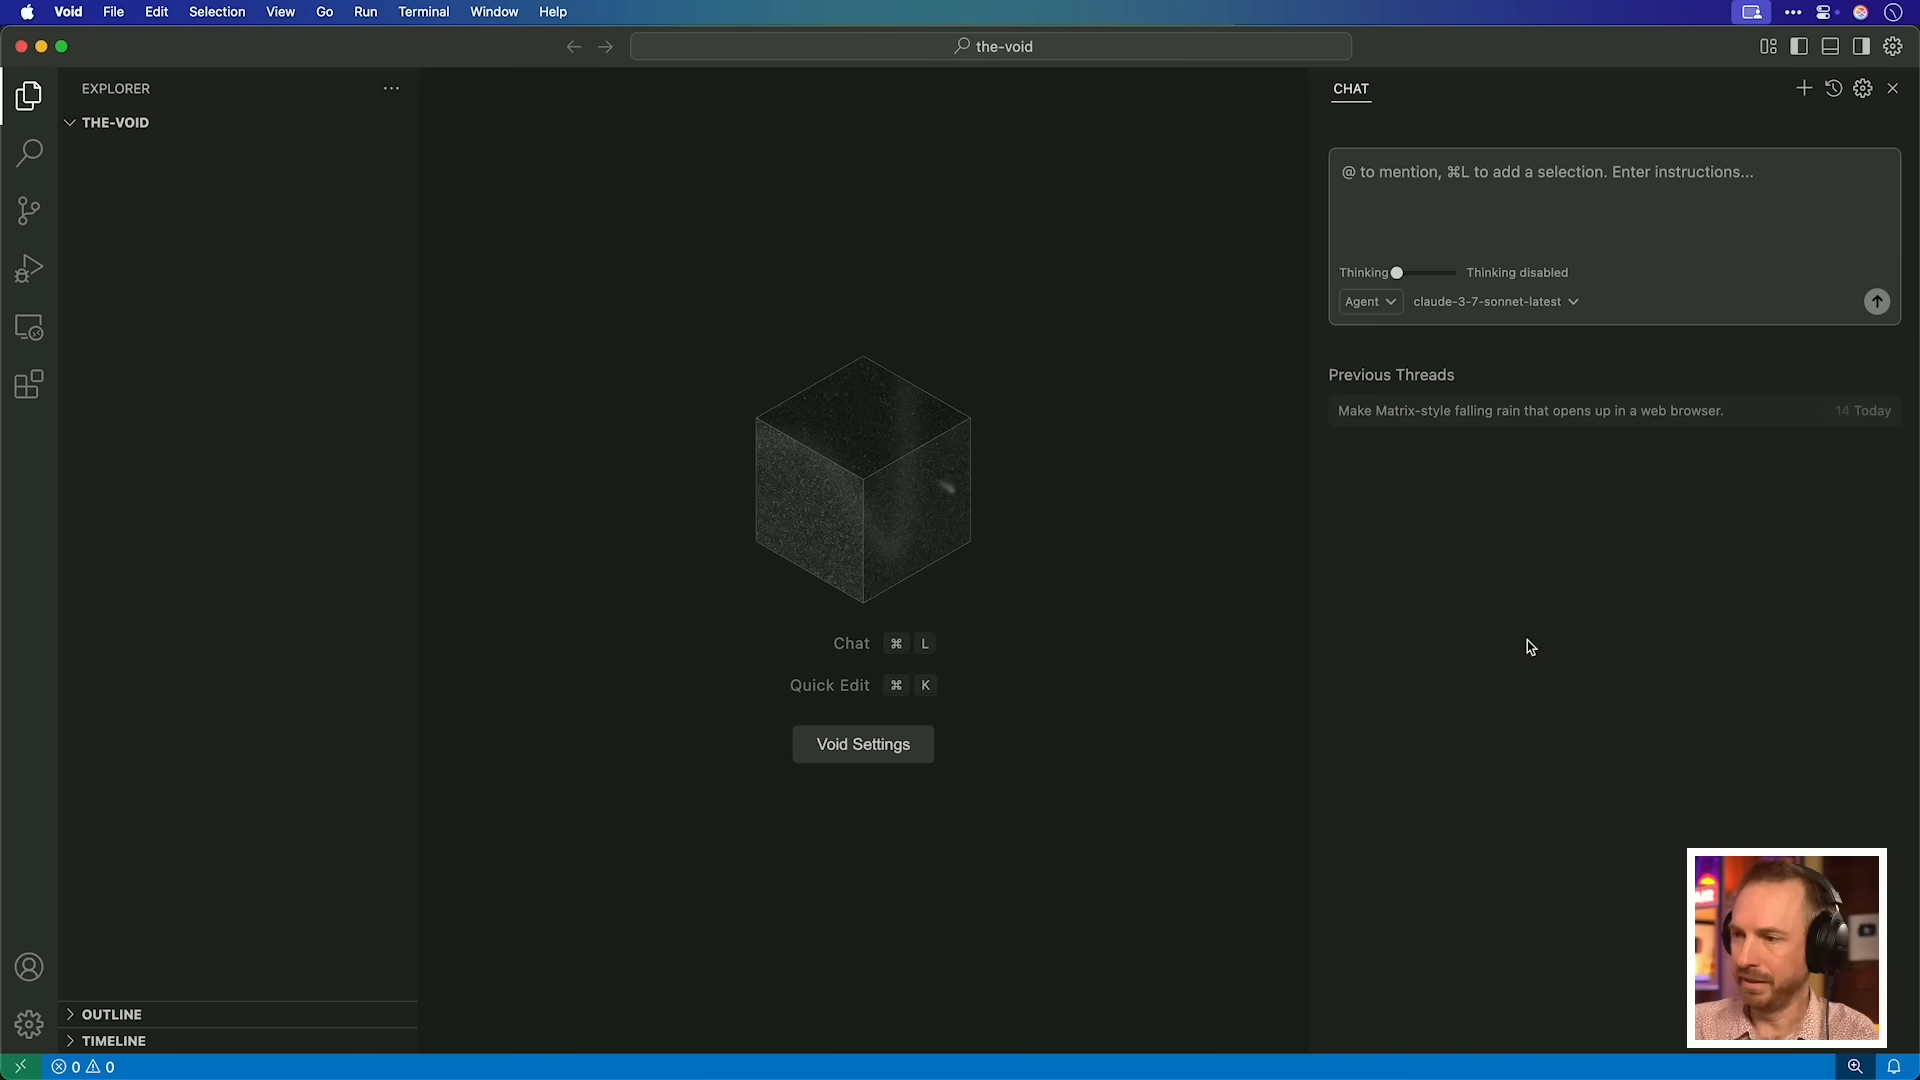 Void File Edit Selection View Go Run Terminal Window Help
the-void
EXPLORER
THE-VOID
CHAT
@ to mention, ⌘L to add a selection. Enter instructions...
Thinking Thinking disabled
Agent claude-3-7-sonnet-latest
Previous Threads
Make Matrix-style falling rain that opens up in a web browser. 14 Today
Chat ⌘ L
Quick Edit ⌘ K
Void Settings
OUTLINE
TIMELINE
0 0